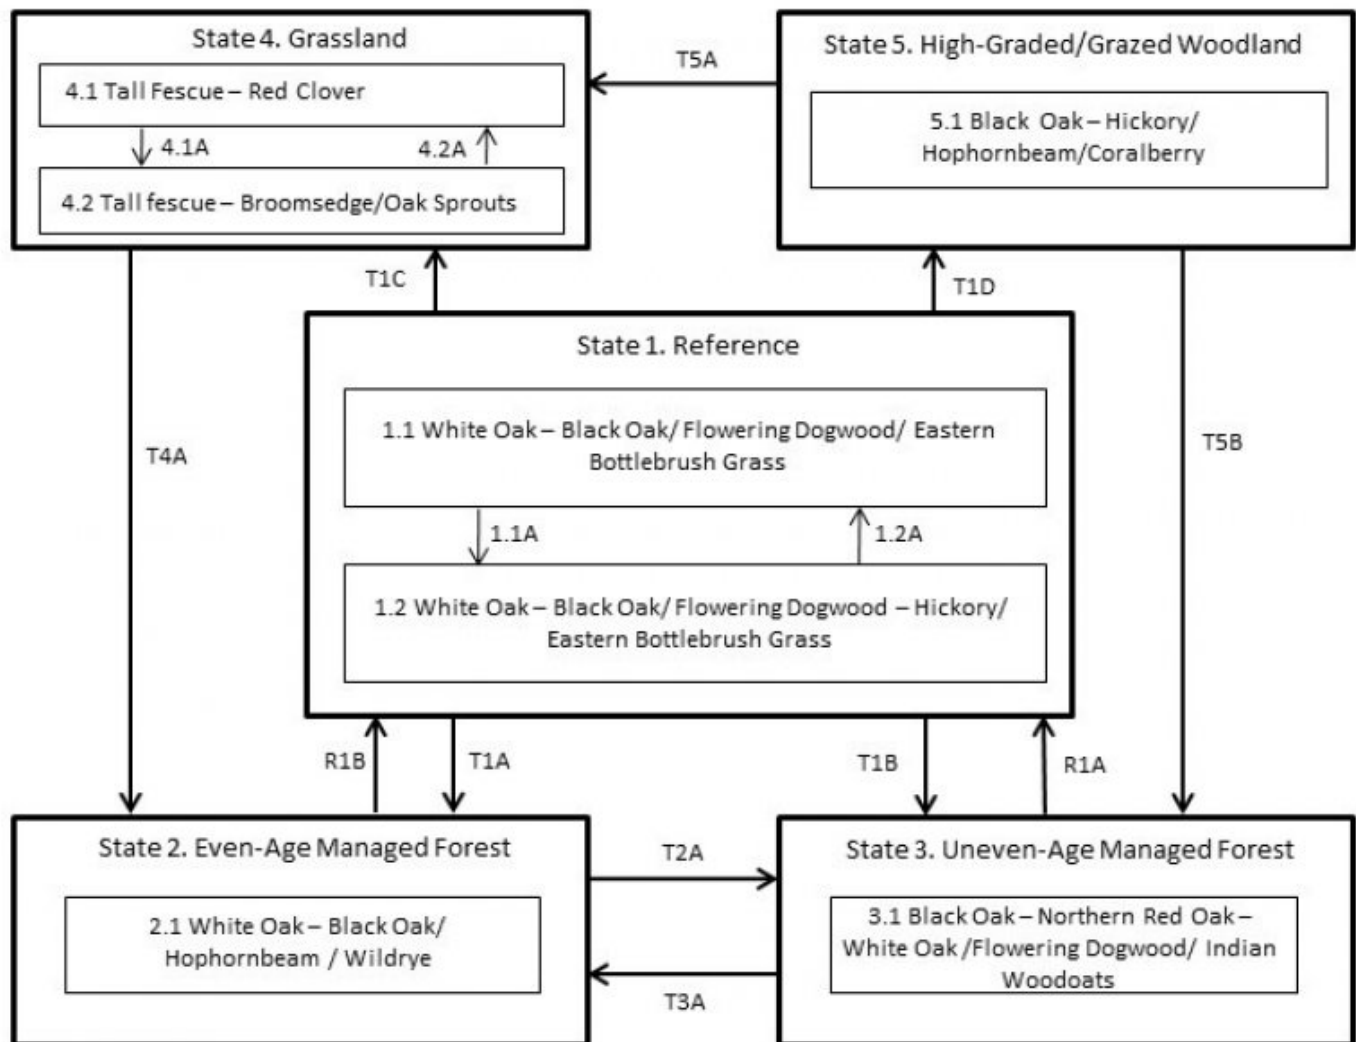 State 4. Grassland
4.1 Tall Fescue – Red Clover
4.1A
4.2A
4.2 Tall fescue – Broomsedge/Oak Sprouts
T5A
State 5. High-Graded/Grazed Woodland
5.1 Black Oak – Hickory/
Hophornbeam/Coralberry
T1C
T1D
State 1. Reference
1.1 White Oak – Black Oak/ Flowering Dogwood/ Eastern
Bottlebrush Grass
1.1A
1.2A
1.2 White Oak – Black Oak/ Flowering Dogwood – Hickory/
Eastern Bottlebrush Grass
T4A
T5B
R1B
T1A
T1B
R1A
State 2. Even-Age Managed Forest
2.1 White Oak – Black Oak/
Hophornbeam / Wildrye
T2A
T3A
State 3. Uneven-Age Managed Forest
3.1 Black Oak – Northern Red Oak –
White Oak /Flowering Dogwood/ Indian
Woodoats